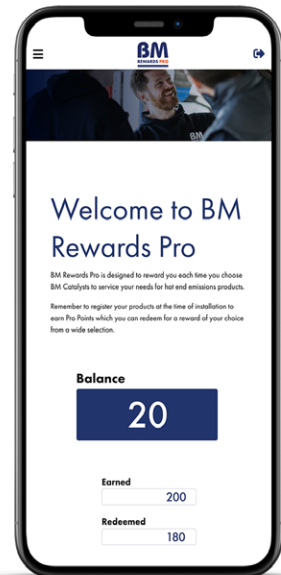 BM
REWARDS PRO
BM
Welcome to BM
Rewards Pro
BM Rewards Pro is designed to reward you each time you choose
BM Catalysts to service your needs for hot end emissions products.
Remember to register your products at the time of installation to
earn Pro Points which you can redeem for a reward of your choice
from a wide selection.
Balance
20
Earned
200
Redeemed
180